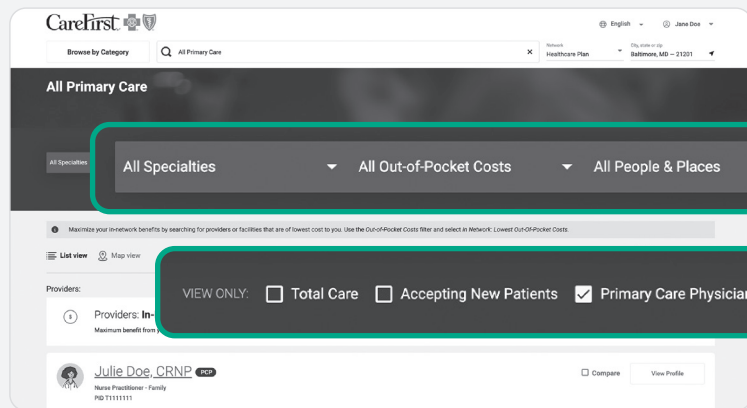 CareFirst
English
Jane Doe
Browse by Category
All Primary Care
×
Network
Healthcare Plan
City, state or zip
Baltimore, MD – 21201
All Primary Care
All Specialties
All Specialties
All Out-of-Pocket Costs
All People & Places
Maximize your in-network benefits by searching for providers or facilities that are of lowest cost to you. Use the Out-of-Pocket Costs filter and select In Network: Lowest Out-Of-Pocket Costs.
List view
Map view
VIEW ONLY:
Total Care
Accepting New Patients
Primary Care Physician
Providers:
$
Providers: In-
Maximum benefit from y
Julie Doe, CRNP PCP
Nurse Practitioner - Family
PID T1111111
Compare
View Profile